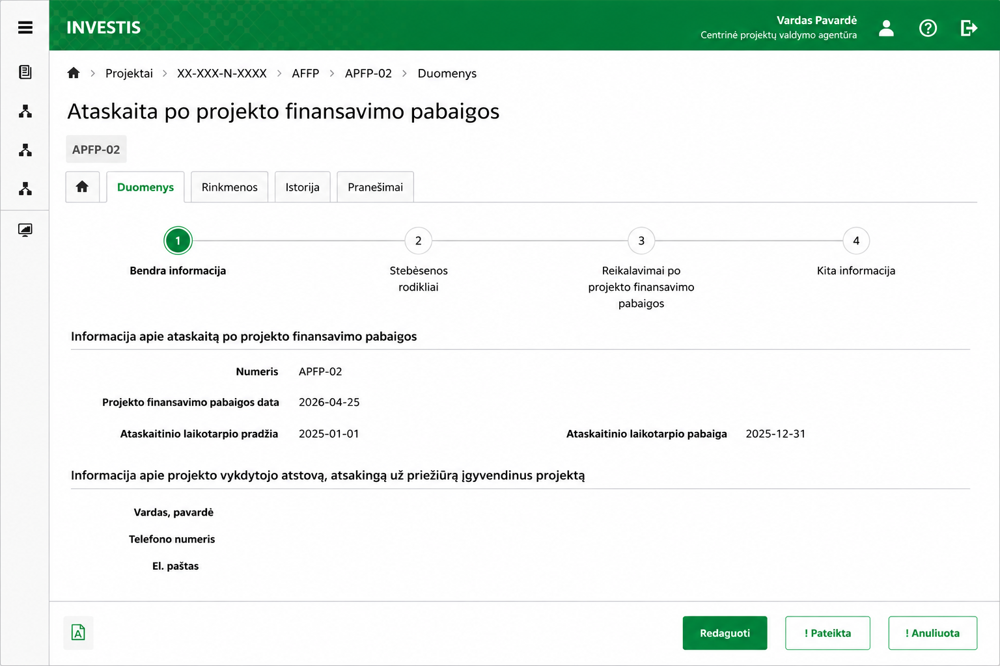 INVESTIS
Vardas Pavardė
Centrinė projektų valdymo agentūra
Projektai > XX-XXX-N-XXXX > AFFP > APFP-02 > Duomenys
Ataskaita po projekto finansavimo pabaigos
APFP-02
Duomenys Rinkmenos Istorija Pranešimai
1 2 3 4
Bendra informacija
Stebėsenos
rodikliai
Reikalavimai po
projekto finansavimo
pabaigos
Kita informacija
Informacija apie ataskaitą po projekto finansavimo pabaigos
Numeris APFP-02
Projekto finansavimo pabaigos data 2026-04-25
Ataskaitinio laikotarpio pradžia 2025-01-01 Ataskaitinio laikotarpio pabaiga 2025-12-31
Informacija apie projekto vykdytojo atstovą, atsakingą už priežiūrą įgyvendinus projektą
Vardas, pavardė
Telefono numeris
El. paštas
A
Redaguoti ! Pateikta ! Anuliuota